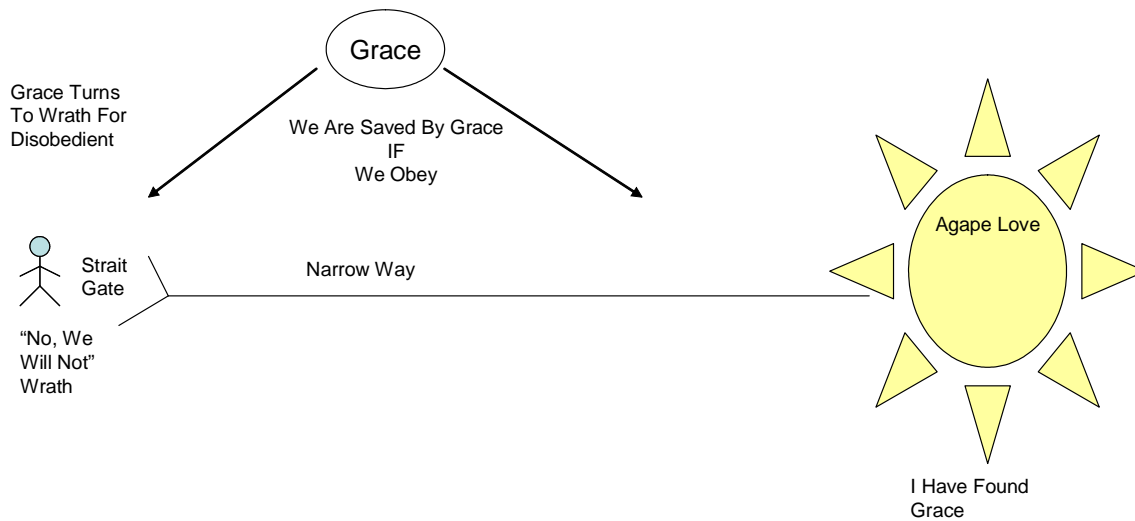 Grace
Grace Turns
To Wrath For
Disobedient
We Are Saved By Grace
IF
We Obey
Agape Love
Strait
Gate
Narrow Way
“No, We
Will Not”
Wrath
I Have Found
Grace